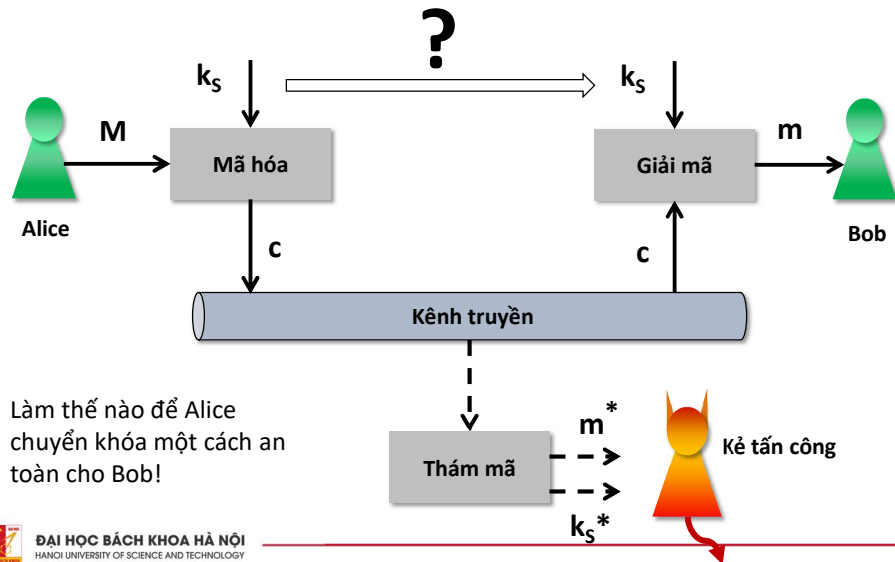 ?
kS
kS
M
Mã hóa
Giải mã
m
Alice
Bob
c
c
Kênh truyền
Làm thế nào để Alice
chuyển khóa một cách an
toàn cho Bob!
Thám mã
m*
kS*
Kẻ tấn công
ĐẠI HỌC BÁCH KHOA HÀ NỘI
HANOI UNIVERSITY OF SCIENCE AND TECHNOLOGY